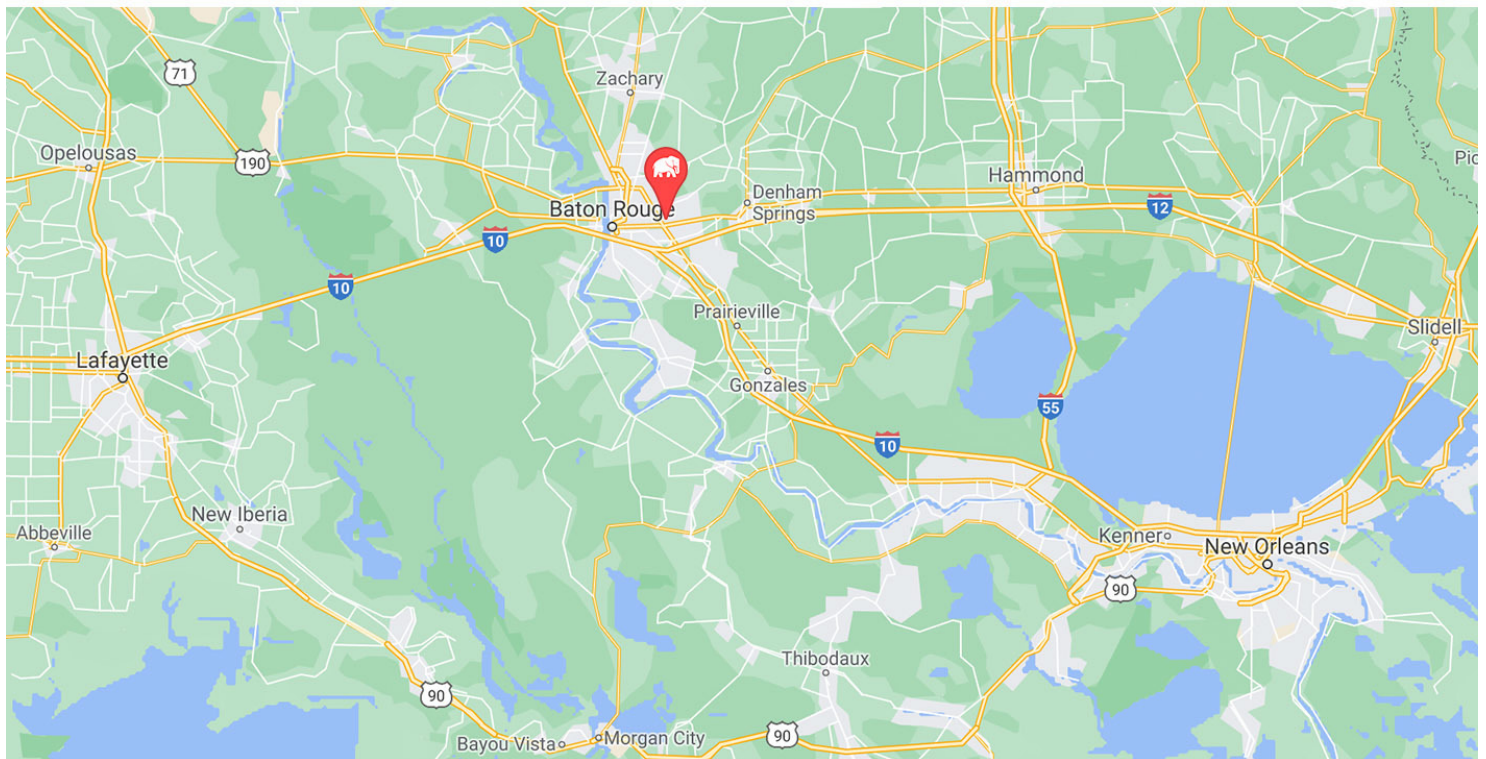 71
Zachary
Opelousas
190
Hammond
Denham
Springs
Baton Rouge
12
10
10
Prairieville
Slidell
Lafayette
Gonzales
55
10
New Iberia
Abbeville
Kenner
New Orleans
90
Thibodaux
90
Bayou Vista
Morgan City
90